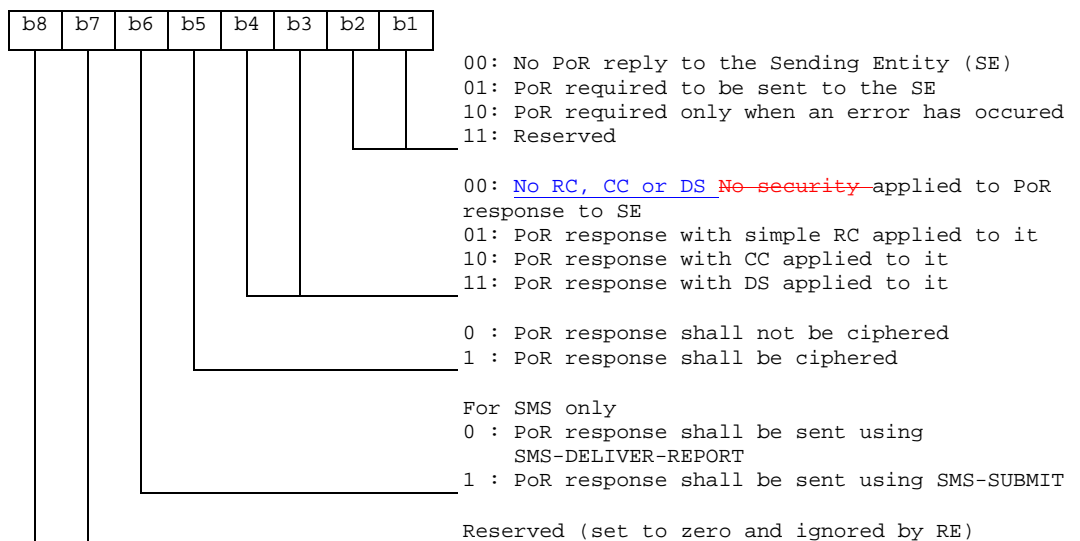 b8 b7 b6 b5 b4 b3 b2 b1
00: No PoR reply to the Sending Entity (SE)
01: PoR required to be sent to the SE
10: PoR required only when an error has occured
11: Reserved
00: No RC, CC or DS No security applied to PoR
response to SE
01: PoR response with simple RC applied to it
10: PoR response with CC applied to it
11: PoR response with DS applied to it
0 : PoR response shall not be ciphered
1 : PoR response shall be ciphered
For SMS only
0 : PoR response shall be sent using
SMS-DELIVER-REPORT
1 : PoR response shall be sent using SMS-SUBMIT
Reserved (set to zero and ignored by RE)